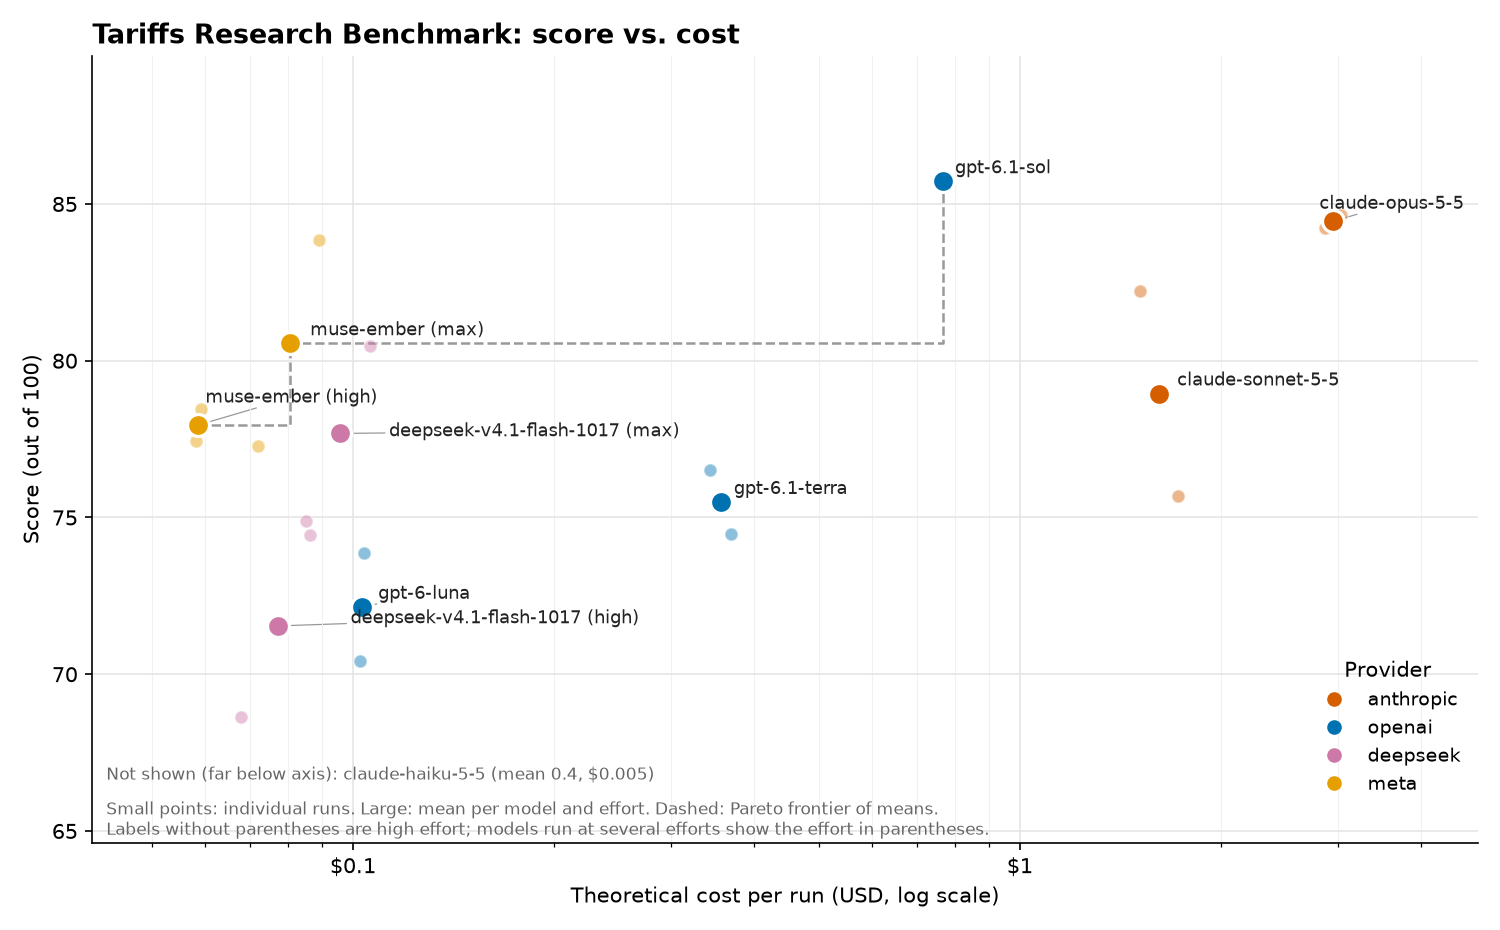 Tariffs Research Benchmark: score vs. cost
gpt-6.1-sol
claude-opus-5-5
85
muse-ember (max)
80
claude-sonnet-5-5
muse-ember (high)
deepseek-v4.1-flash-1017 (max)
gpt-6.1-terra
75
gpt-6-luna
deepseek-v4.1-flash-1017 (high)
70
65
Score (out of 100)
Provider
anthropic
openai
deepseek
meta
Not shown (far below axis): claude-haiku-5-5 (mean 0.4, $0.005)
Small points: individual runs. Large: mean per model and effort. Dashed: Pareto frontier of means.
Labels without parentheses are high effort; models run at several efforts show the effort in parentheses.
$0.1
$1
Theoretical cost per run (USD, log scale)